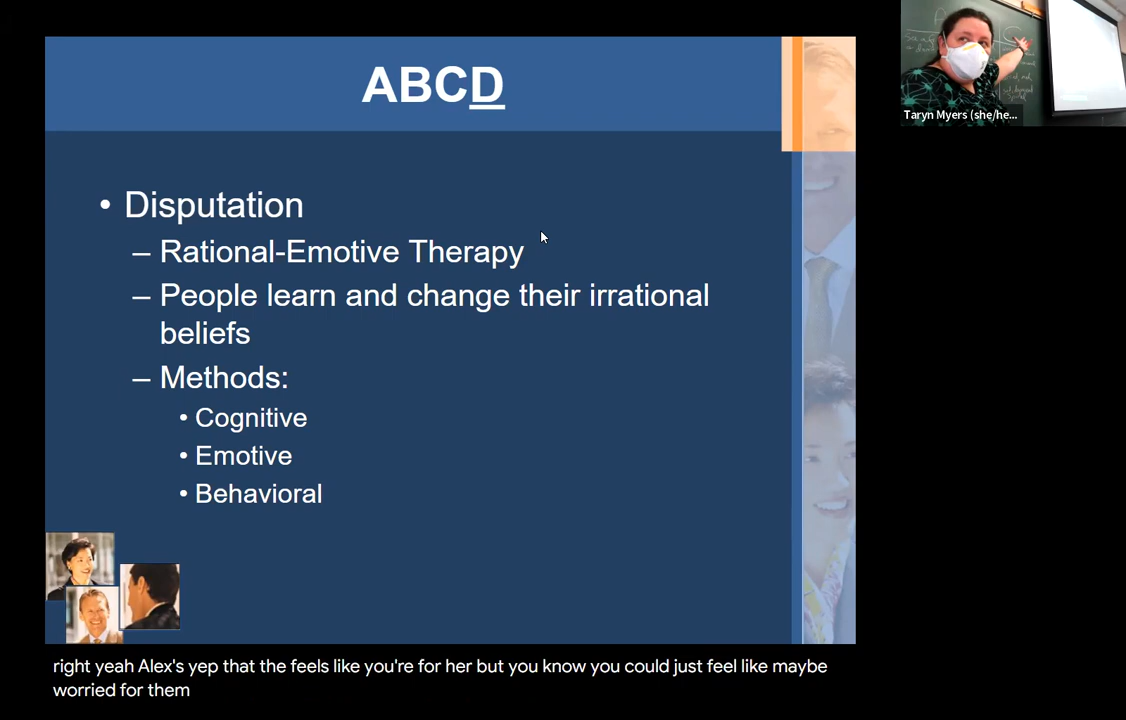 ABCD
• Disputation
– Rational-Emotive Therapy
– People learn and change their irrational
beliefs
– Methods:
• Cognitive
• Emotive
• Behavioral
Taryn Myers (she/he...
right yeah Alex's yep that the feels like you're for her but you know you could just feel like maybe
worried for them